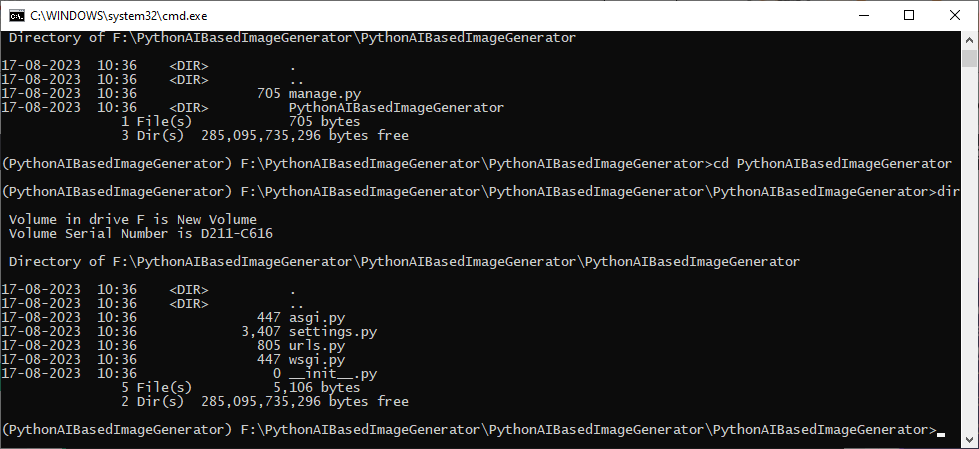 C:\WINDOWS\system32\cmd.exe
Directory of F:\PythonAIBasedImageGenerator\PythonAIBasedImageGenerator
17-08-2023  10:36    <DIR>          .
17-08-2023  10:36    <DIR>          ..
17-08-2023  10:36               705 manage.py
17-08-2023  10:36    <DIR>          PythonAIBasedImageGenerator
1 File(s)            705 bytes
3 Dir(s)  285,095,735,296 bytes free
(PythonAIBasedImageGenerator) F:\PythonAIBasedImageGenerator\PythonAIBasedImageGenerator>cd PythonAIBasedImageGenerator
(PythonAIBasedImageGenerator) F:\PythonAIBasedImageGenerator\PythonAIBasedImageGenerator\PythonAIBasedImageGenerator>dir
Volume in drive F is New Volume
Volume Serial Number is D211-C616
Directory of F:\PythonAIBasedImageGenerator\PythonAIBasedImageGenerator\PythonAIBasedImageGenerator
17-08-2023  10:36    <DIR>          .
17-08-2023  10:36    <DIR>          ..
17-08-2023  10:36               447 asgi.py
17-08-2023  10:36             3,407 settings.py
17-08-2023  10:36               805 urls.py
17-08-2023  10:36               447 wsgi.py
17-08-2023  10:36                 0 __init__.py
5 File(s)          5,106 bytes
2 Dir(s)  285,095,735,296 bytes free
(PythonAIBasedImageGenerator) F:\PythonAIBasedImageGenerator\PythonAIBasedImageGenerator\PythonAIBasedImageGenerator>